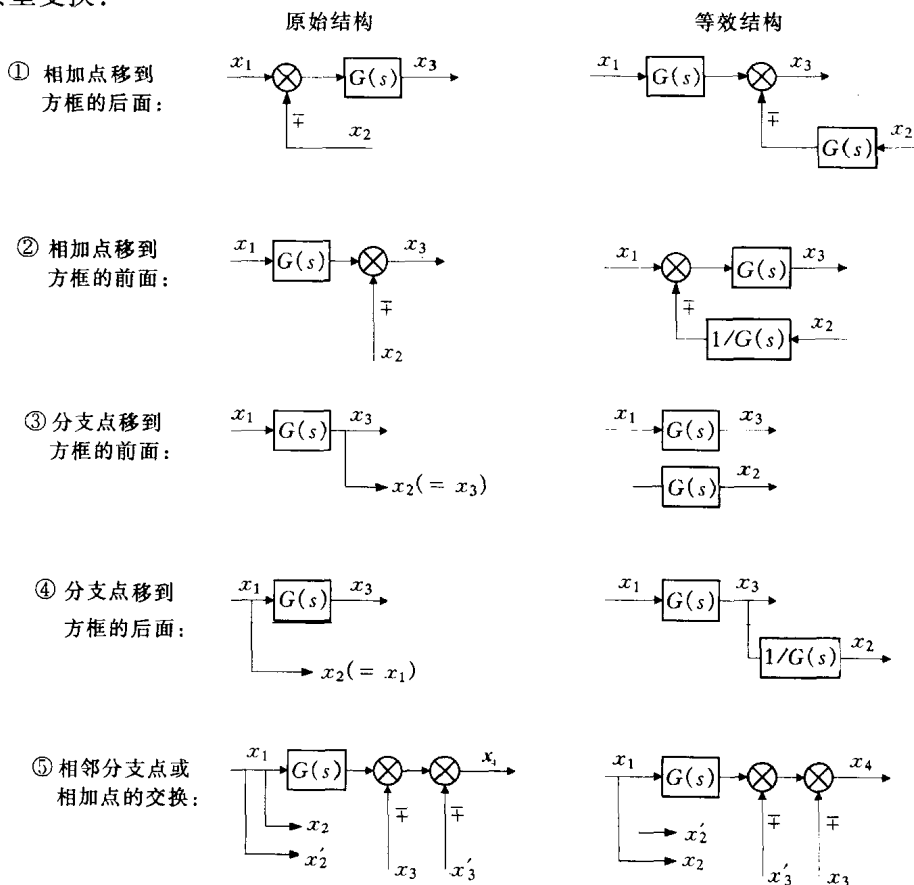 原始结构 等效结构
① 相加点移到
方框的后面:
x₁ G(s) x₃ ∓ x₂
x₁ G(s) x₃ ∓ G(s) x₂
② 相加点移到
方框的前面:
x₁ G(s) x₃ ∓ x₂
x₁ G(s) x₃ ∓ 1/G(s) x₂
③ 分支点移到
方框的前面:
x₁ G(s) x₃
x₂(= x₃)
x₁ G(s) x₃
G(s) x₂
④ 分支点移到
方框的后面:
x₁ G(s) x₃
x₂(= x₁)
x₁ G(s) x₃
1/G(s) x₂
⑤ 相邻分支点或
相加点的交换:
x₁ G(s)
∓ ∓
x₂
x₂′ x₃ x₃′
x₁ G(s) x₄
∓ ∓
x₂′
x₂ x₃′ x₃